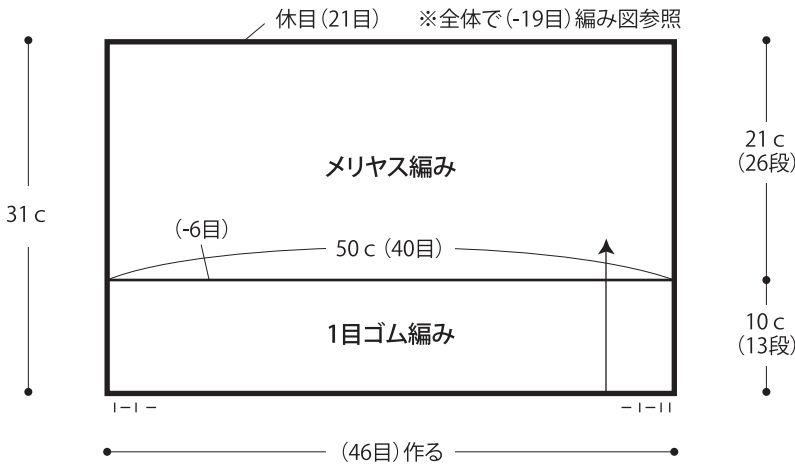 休目(21目) ※全体で(-19目)編み図参照
21c
(26段)
メリヤス編み
31c
(-6目)
50c(40目)
10c
(13段)
1目ゴム編み
(46目)作る